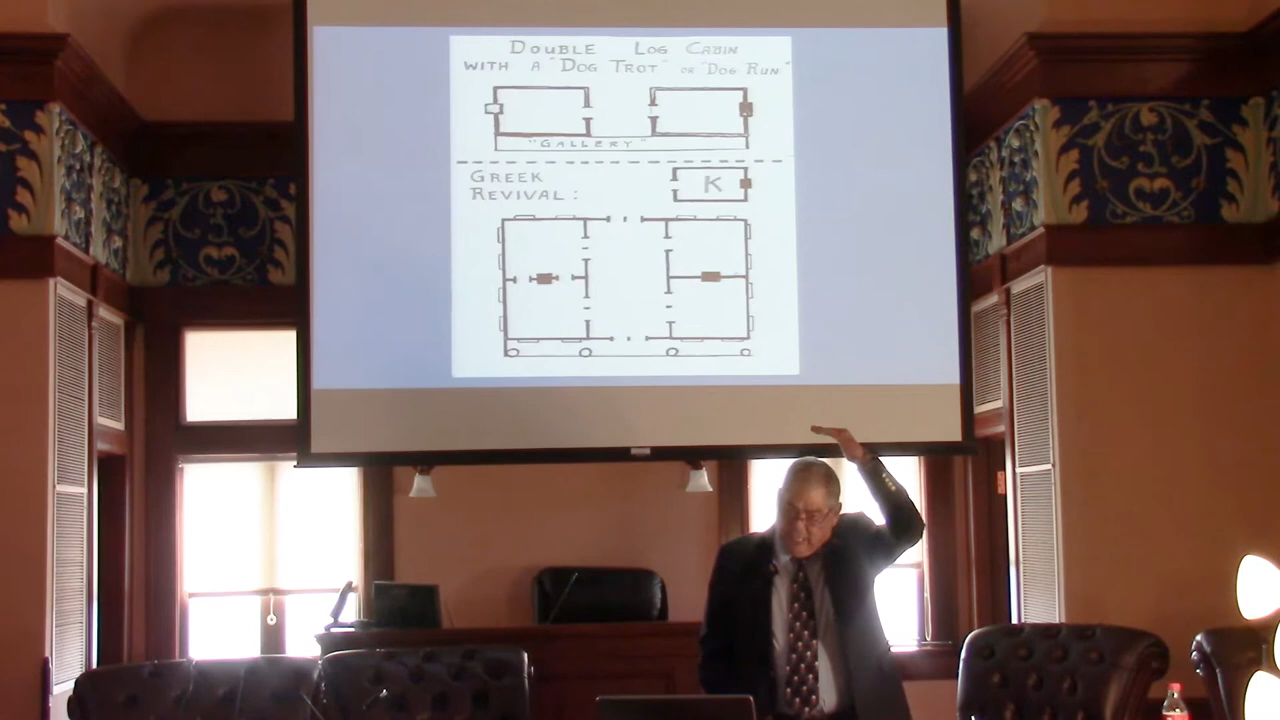 DOUBLE LOG CABIN
WITH A "DOG TROT" OR "DOG RUN"
"GALLERY"
GREEK
REVIVAL:
K